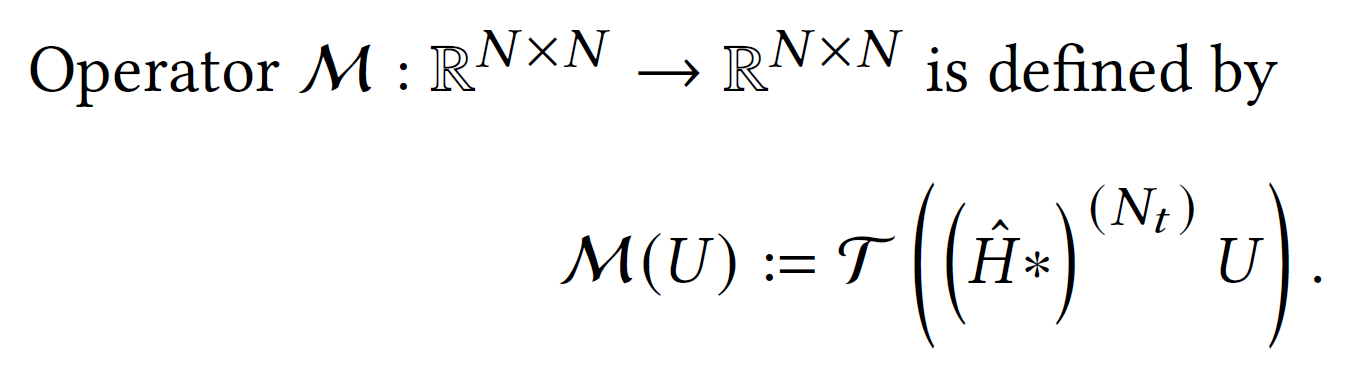 Operator ℳ : ℝ^{N×N} → ℝ^{N×N} is defined by
ℳ(U) := 𝒯((Ĥ∗)^{(N_t)} U).